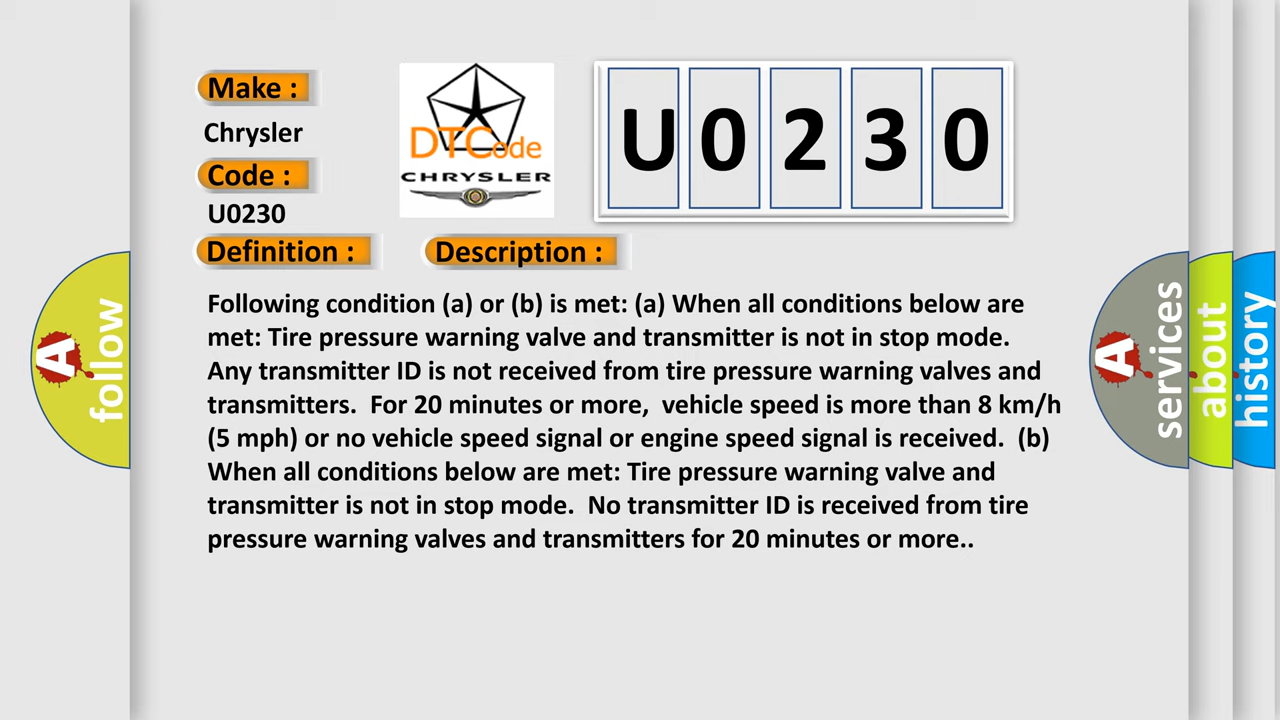 Make :
Chrysler
Code :
U0230
Definition :
Description :
DTCode
CHRYSLER
U0230
Following condition (a) or (b) is met: (a) When all conditions below are
met: Tire pressure warning valve and transmitter is not in stop mode.
Any transmitter ID is not received from tire pressure warning valves and
transmitters. For 20 minutes or more, vehicle speed is more than 8 km/h
(5 mph) or no vehicle speed signal or engine speed signal is received. (b)
When all conditions below are met: Tire pressure warning valve and
transmitter is not in stop mode. No transmitter ID is received from tire
pressure warning valves and transmitters for 20 minutes or more..
A
follow
A
services
about
history